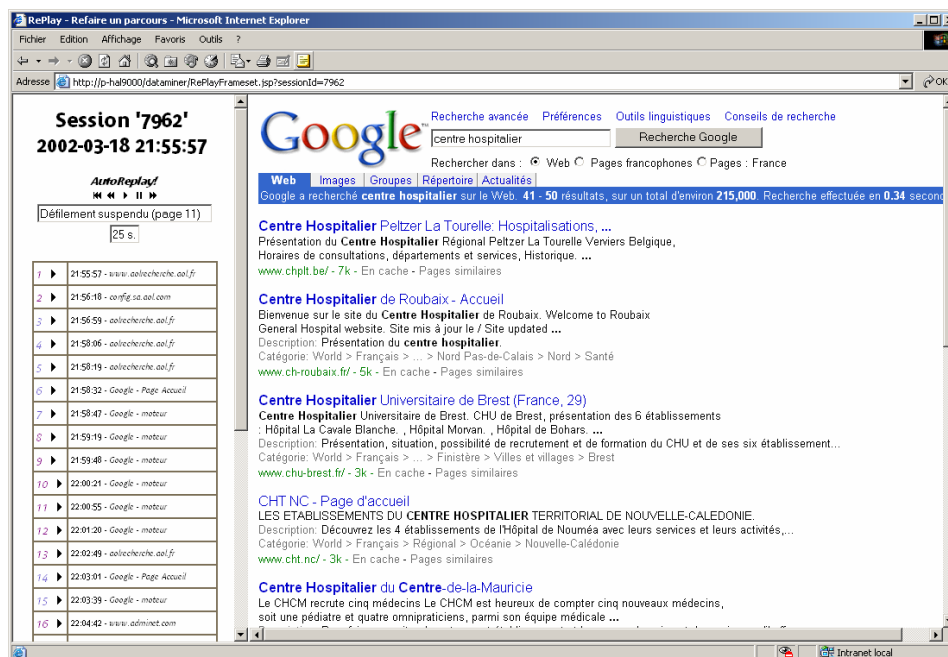 RePlay - Refaire un parcours - Microsoft Internet Explorer
Fichier Edition Affichage Favoris Outils ?
Adresse http://p-hal9000/dataminer/RePlayFrameset.jsp?sessionId=7962 OK
Session '7962'
2002-03-18 21:55:57
AutoReplay!
Défilement suspendu (page 11)
25 s.
1 21:55:57 - www.aolrecherche.aol.fr
2 21:56:18 - config.sa.aol.com
3 21:56:59 - aolrecherche.aol.fr
4 21:58:06 - aolrecherche.aol.fr
5 21:58:19 - aolrecherche.aol.fr
6 21:58:32 - Google - Page Accueil
7 21:58:47 - Google - moteur
8 21:59:19 - Google - moteur
9 21:59:48 - Google - moteur
10 22:00:21 - Google - moteur
11 22:00:55 - Google - moteur
12 22:01:20 - Google - moteur
13 22:02:49 - aolrecherche.aol.fr
14 22:03:01 - Google - Page Accueil
15 22:03:39 - Google - moteur
16 22:04:42 - www.adminet.com
Google
Recherche avancée Préférences Outils linguistiques Conseils de recherche
centre hospitalier Recherche Google
Rechercher dans : Web Pages francophones Pages : France
Web Images Groupes Répertoire Actualités
Google a recherché centre hospitalier sur le Web. 41 - 50 résultats, sur un total d'environ 215,000. Recherche effectuée en 0.34 second
Centre Hospitalier Peltzer La Tourelle: Hospitalisations, ...
Présentation du Centre Hospitalier Régional Peltzer La Tourelle Verviers Belgique,
Horaires de consultations, départements et services, Historique. ...
www.chplt.be/ - 7k - En cache - Pages similaires
Centre Hospitalier de Roubaix - Accueil
Bienvenue sur le site du Centre Hospitalier de Roubaix. Welcome to Roubaix
General Hospital website. Site mis à jour le / Site updated ...
Description: Présentation du centre hospitalier.
Catégorie: World > Français > ... > Nord Pas-de-Calais > Nord > Santé
www.ch-roubaix.fr/ - 5k - En cache - Pages similaires
Centre Hospitalier Universitaire de Brest (France, 29)
Centre Hospitalier Universitaire de Brest. CHU de Brest, présentation des 6 établissements
: Hôpital La Cavale Blanche. , Hôpital Morvan. , Hôpital de Bohars. ...
Description: Présentation, situation, possibilité de recrutement et de formation du CHU et de ses six établissement...
Catégorie: World > Français > ... > Finistère > Villes et villages > Brest
www.chu-brest.fr/ - 3k - En cache - Pages similaires
CHT NC - Page d'accueil
LES ETABLISSEMENTS DU CENTRE HOSPITALIER TERRITORIAL DE NOUVELLE-CALEDONIE.
Description: Découvrez les 4 établissements de l'Hôpital de Nouméa avec leurs services et leurs activités,...
Catégorie: World > Français > Régional > Océanie > Nouvelle-Calédonie
www.cht.nc/ - 3k - En cache - Pages similaires
Centre Hospitalier du Centre-de-la-Mauricie
Le CHCM recrute cinq médecins Le CHCM est heureux de compter cinq nouveaux médecins,
soit une pédiatre et quatre omnipraticiens, parmi son équipe médicale ...
Intranet local